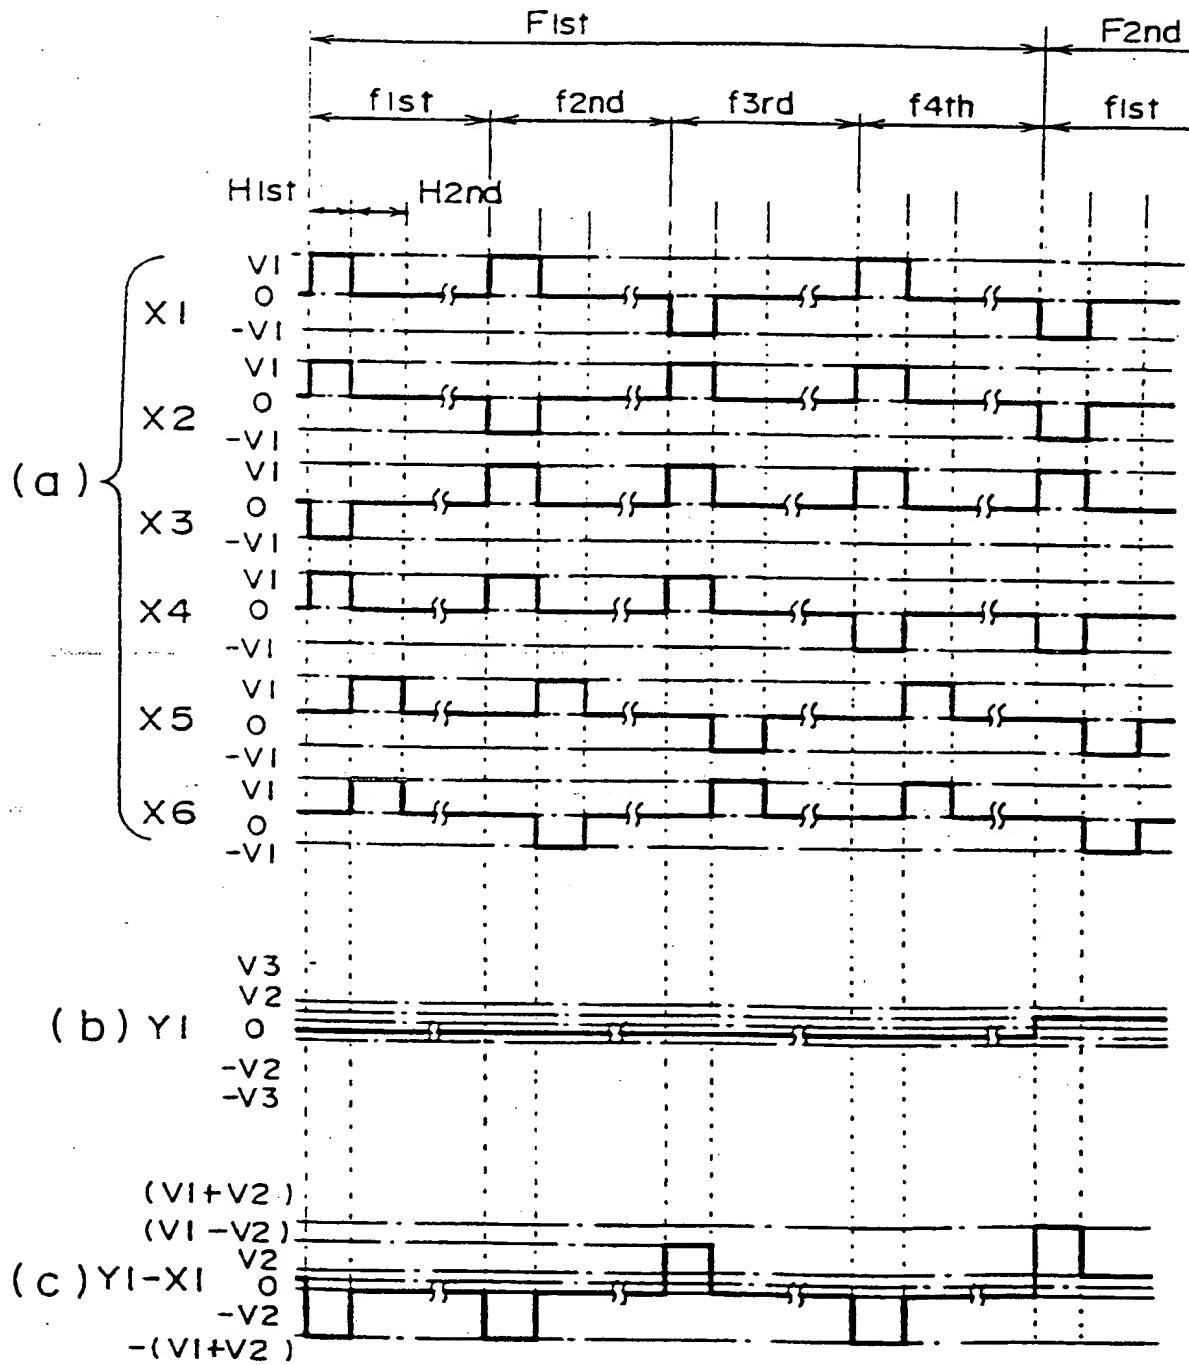 F1st F2nd
f1st f2nd f3rd f4th f1st
H1st H2nd
V1
0
X1
-V1
V1
0
X2
-V1
(a)
V1
0
X3
-V1
V1
X4 0
-V1
V1
X5 0
-V1
V1
X6 0
-V1
V3
V2
(b) Y1 0
-V2
-V3
(V1+V2)
(V1-V2)
V2
(c) Y1-X1 0
-V2
-(V1+V2)